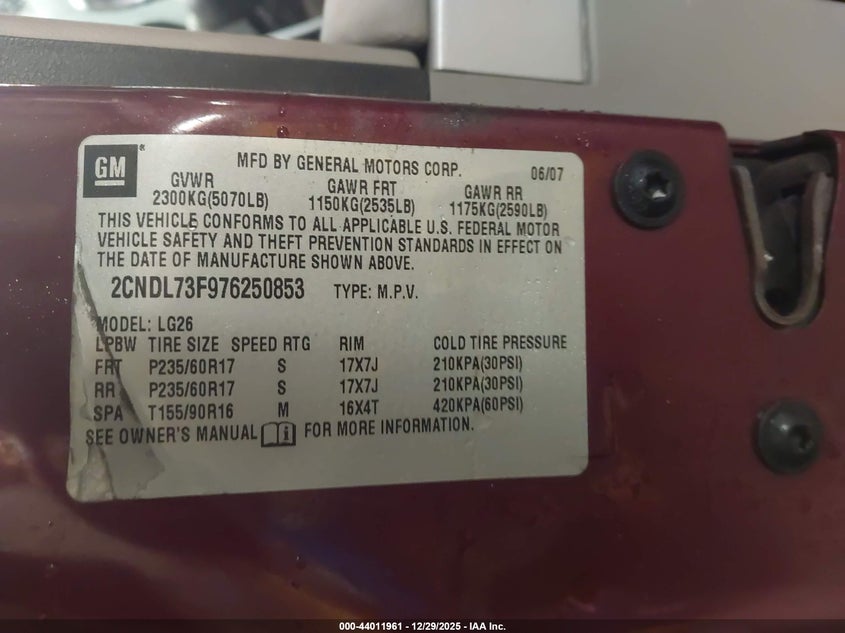 GM
MFD BY GENERAL MOTORS CORP. 06/07
GVWR GAWR FRT GAWR RR
2300KG(5070LB) 1150KG(2535LB) 1175KG(2590LB)
THIS VEHICLE CONFORMS TO ALL APPLICABLE U.S. FEDERAL MOTOR
VEHICLE SAFETY AND THEFT PREVENTION STANDARDS IN EFFECT ON
THE DATE OF MANUFACTURE SHOWN ABOVE.
2CNDL73F976250853 TYPE: M.P.V.
MODEL: LG26
LPBW TIRE SIZE SPEED RTG RIM COLD TIRE PRESSURE
FRT P235/60R17 S 17X7J 210KPA(30PSI)
RR P235/60R17 S 17X7J 210KPA(30PSI)
SPA T155/90R16 M 16X4T 420KPA(60PSI)
SEE OWNER'S MANUAL FOR MORE INFORMATION.
000-44011961 - 12/29/2025 - IAA Inc.